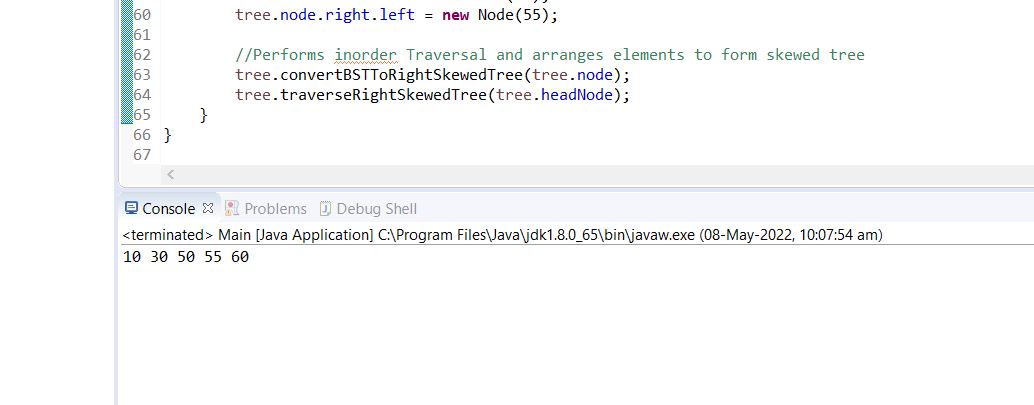 60 tree.node.right.left = new Node(55);
61
62 //Performs inorder Traversal and arranges elements to form skewed tree
63 tree.convertBSTToRightSkewedTree(tree.node);
64 tree.traverseRightSkewedTree(tree.headNode);
65 }
66 }
67
Console Problems Debug Shell
<terminated> Main [Java Application] C:\Program Files\Java\jdk1.8.0_65\bin\javaw.exe (08-May-2022, 10:07:54 am)
10 30 50 55 60